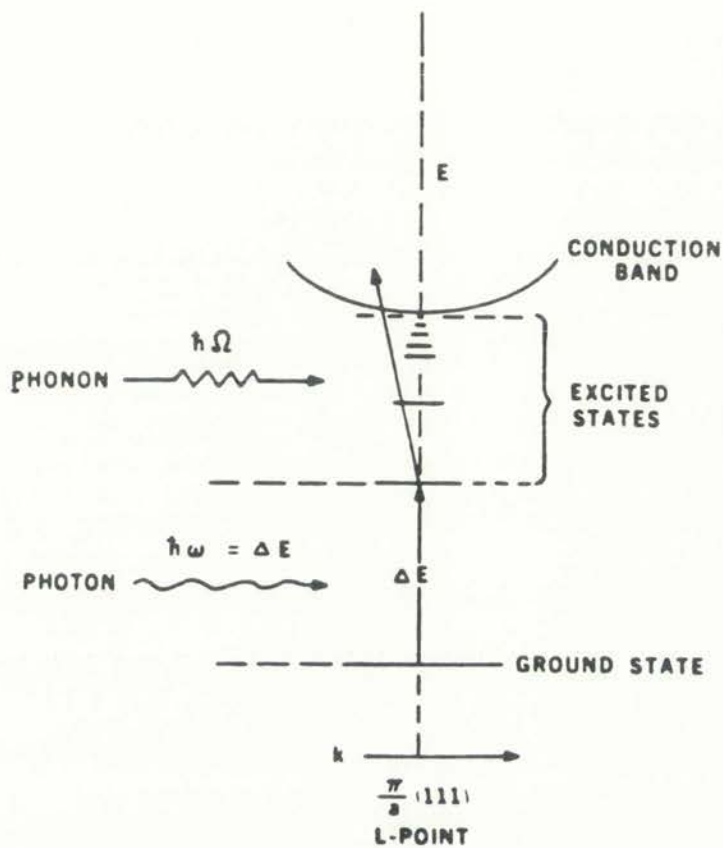 E
CONDUCTION
BAND
ħΩ
PHONON
EXCITED
STATES
ħω = ΔE
PHOTON
ΔE
GROUND STATE
k
π/a (111)
L-POINT